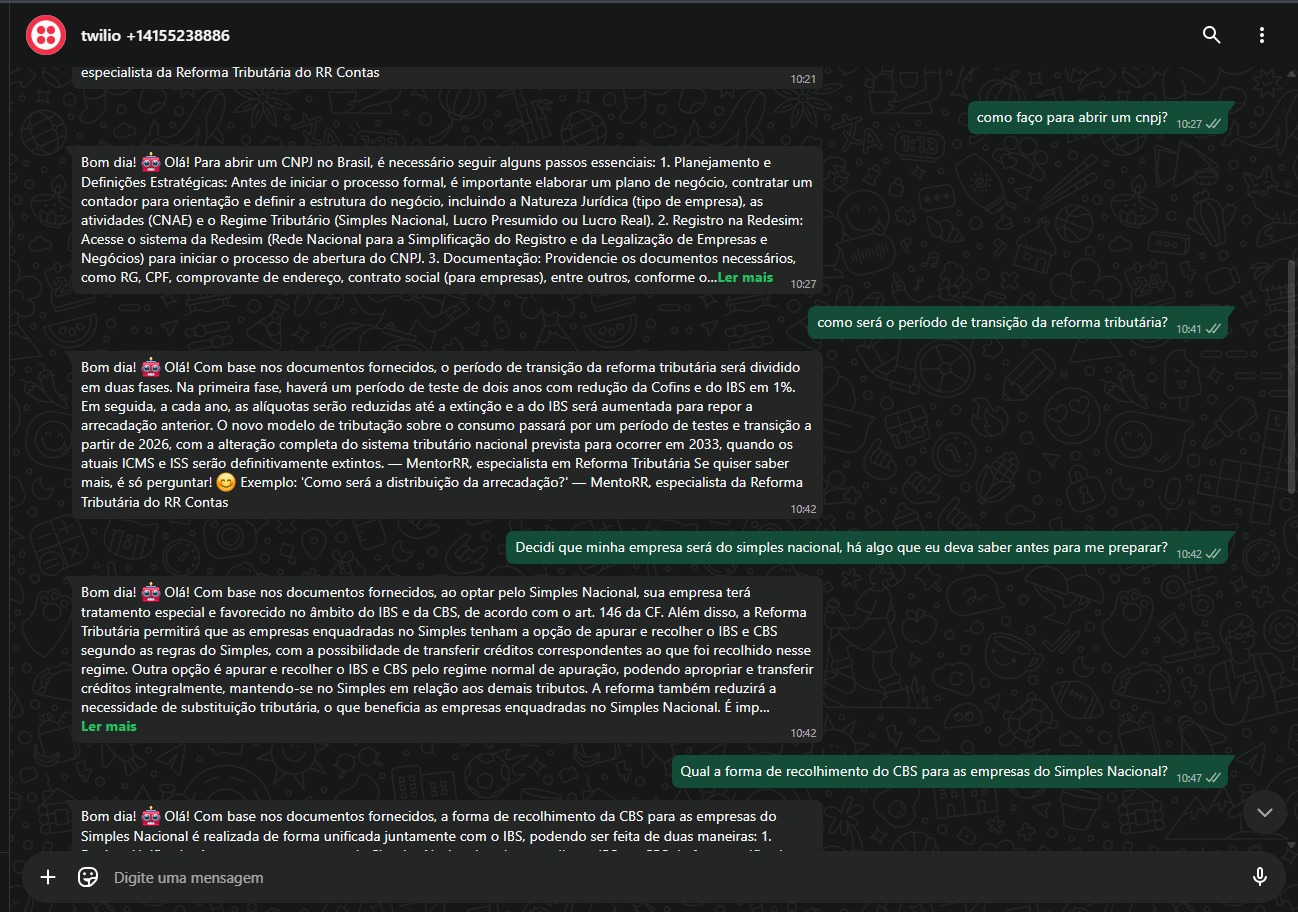 twilio +14155238886
especialista da Reforma Tributária do RR Contas
10:21
como faço para abrir um cnpj?
10:27
Bom dia! 🤖 Olá! Para abrir um CNPJ no Brasil, é necessário seguir alguns passos essenciais: 1. Planejamento e
Definições Estratégicas: Antes de iniciar o processo formal, é importante elaborar um plano de negócio, contratar um
contador para orientação e definir a estrutura do negócio, incluindo a Natureza Jurídica (tipo de empresa), as
atividades (CNAE) e o Regime Tributário (Simples Nacional, Lucro Presumido ou Lucro Real). 2. Registro na Redesim:
Acesse o sistema da Redesim (Rede Nacional para a Simplificação do Registro e da Legalização de Empresas e
Negócios) para iniciar o processo de abertura do CNPJ. 3. Documentação: Providencie os documentos necessários,
como RG, CPF, comprovante de endereço, contrato social (para empresas), entre outros, conforme o...Ler mais
10:27
como será o período de transição da reforma tributária?
10:41
Bom dia! 🤖 Olá! Com base nos documentos fornecidos, o período de transição da reforma tributária será dividido
em duas fases. Na primeira fase, haverá um período de teste de dois anos com redução da Cofins e do IBS em 1%.
Em seguida, a cada ano, as alíquotas serão reduzidas até a extinção e a do IBS será aumentada para repor a
arrecadação anterior. O novo modelo de tributação sobre o consumo passará por um período de testes e transição a
partir de 2026, com a alteração completa do sistema tributário nacional prevista para ocorrer em 2033, quando os
atuais ICMS e ISS serão definitivamente extintos. — MentorRR, especialista em Reforma Tributária Se quiser saber
mais, é só perguntar! 😊 Exemplo: 'Como será a distribuição da arrecadação?' — MentoRR, especialista da Reforma
Tributária do RR Contas
10:42
Decidi que minha empresa será do simples nacional, há algo que eu deva saber antes para me preparar?
10:42
Bom dia! 🤖 Olá! Com base nos documentos fornecidos, ao optar pelo Simples Nacional, sua empresa terá
tratamento especial e favorecido no âmbito do IBS e da CBS, de acordo com o art. 146 da CF. Além disso, a Reforma
Tributária permitirá que as empresas enquadradas no Simples tenham a opção de apurar e recolher o IBS e CBS
segundo as regras do Simples, com a possibilidade de transferir créditos correspondentes ao que foi recolhido nesse
regime. Outra opção é apurar e recolher o IBS e CBS pelo regime normal de apuração, podendo apropriar e transferir
créditos integralmente, mantendo-se no Simples em relação aos demais tributos. A reforma também reduzirá a
necessidade de substituição tributária, o que beneficia as empresas enquadradas no Simples Nacional. É imp...
Ler mais
10:42
Qual a forma de recolhimento do CBS para as empresas do Simples Nacional?
10:47
Bom dia! 🤖 Olá! Com base nos documentos fornecidos, a forma de recolhimento da CBS para as empresas do
Simples Nacional é realizada de forma unificada juntamente com o IBS, podendo ser feita de duas maneiras: 1.
Digite uma mensagem